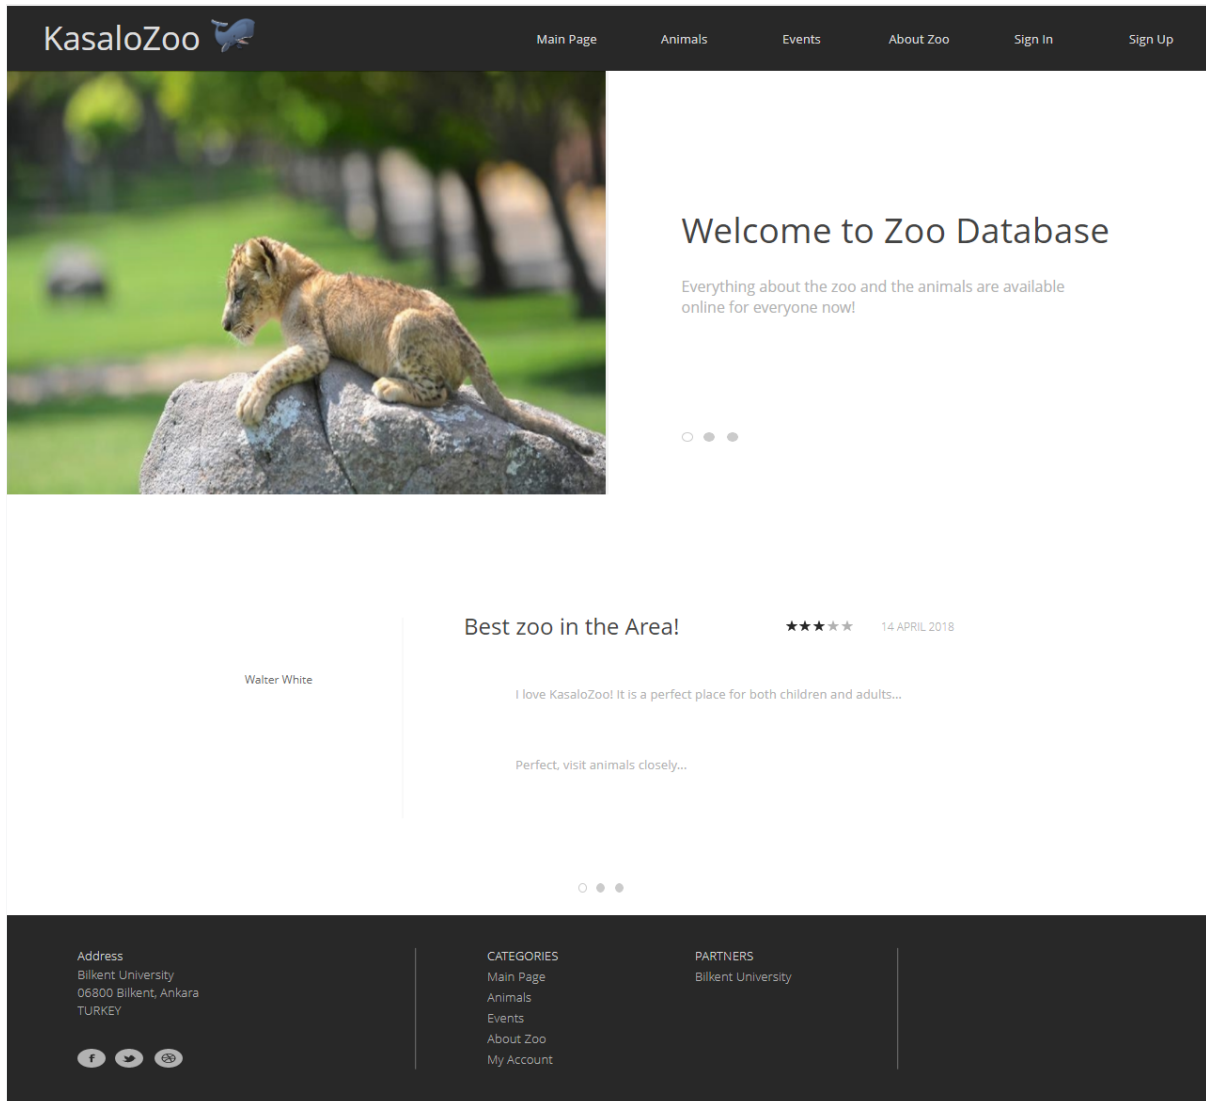 KasaloZoo
Main Page
Animals
Events
About Zoo
Sign In
Sign Up
Welcome to Zoo Database
Everything about the zoo and the animals are available
online for everyone now!
Best zoo in the Area!
14 APRIL 2018
Walter White
I love KasaloZoo! It is a perfect place for both children and adults...
Perfect, visit animals closely...
Address
Bilkent University
06800 Bilkent, Ankara
TURKEY
CATEGORIES
Main Page
Animals
Events
About Zoo
My Account
PARTNERS
Bilkent University